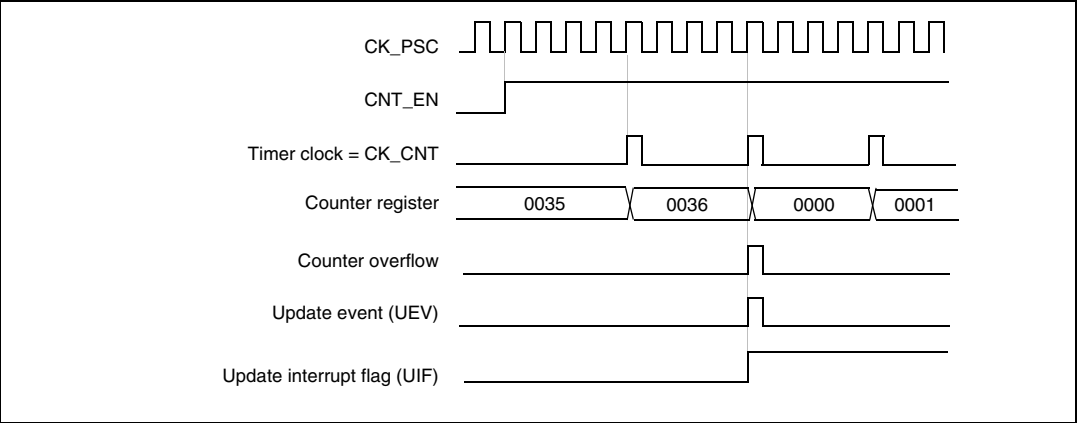 CK_PSC
CNT_EN
Timer clock = CK_CNT
Counter register 0035 0036 0000 0001
Counter overflow
Update event (UEV)
Update interrupt flag (UIF)